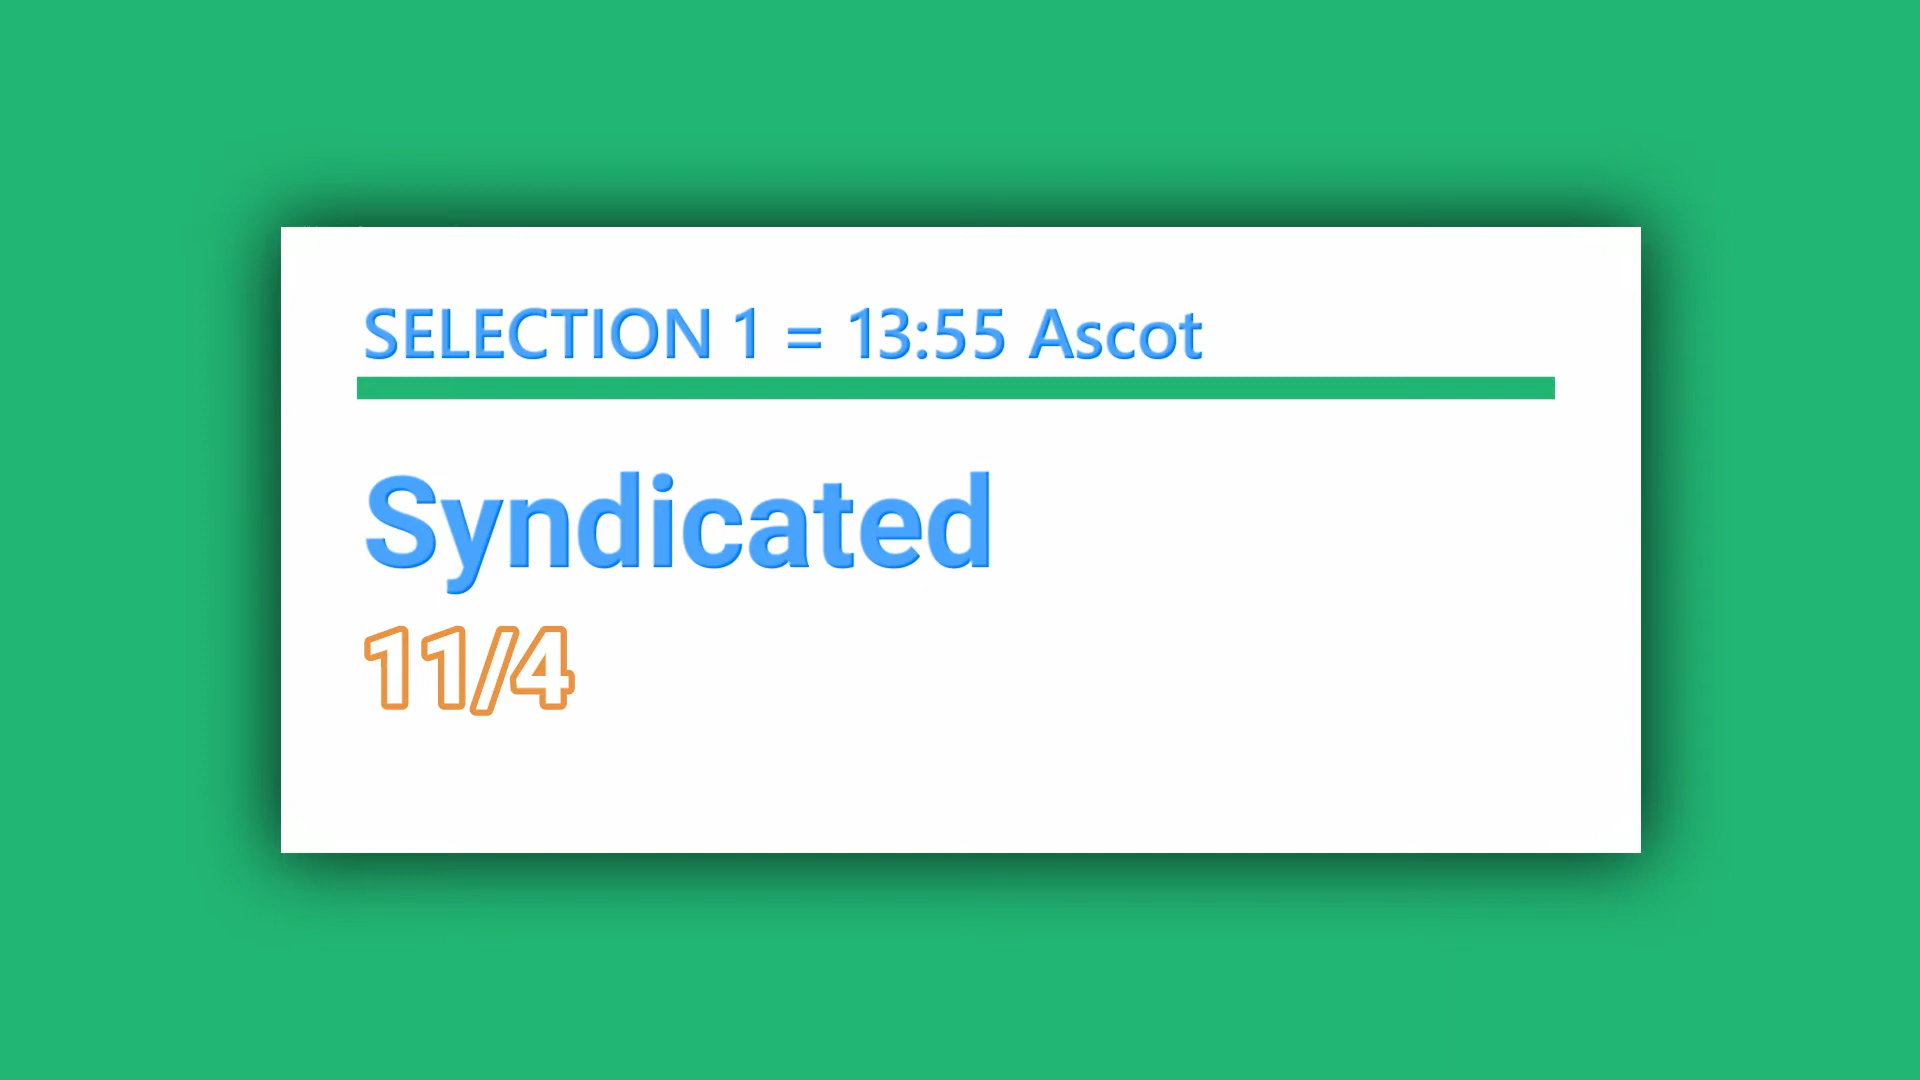 SELECTION 1 = 13:55 Ascot
Syndicated
11/4